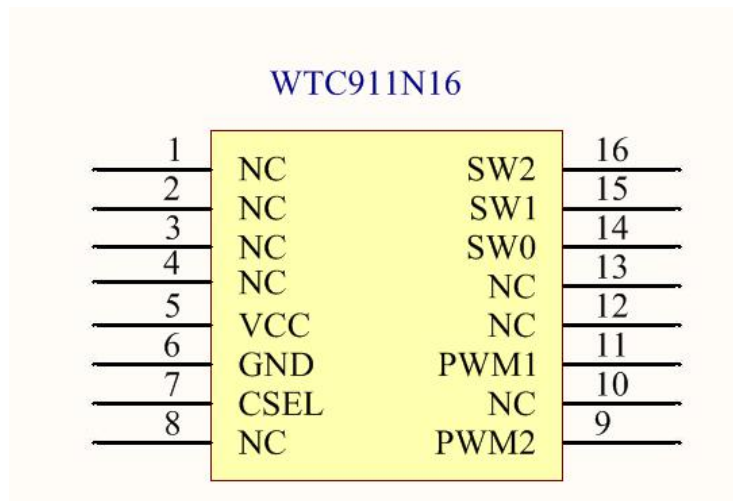 WTC911N16
1 NC SW2 16
2 NC SW1 15
3 NC SW0 14
4 NC NC 13
5 VCC NC 12
6 GND PWM1 11
7 CSEL NC 10
8 NC PWM2 9